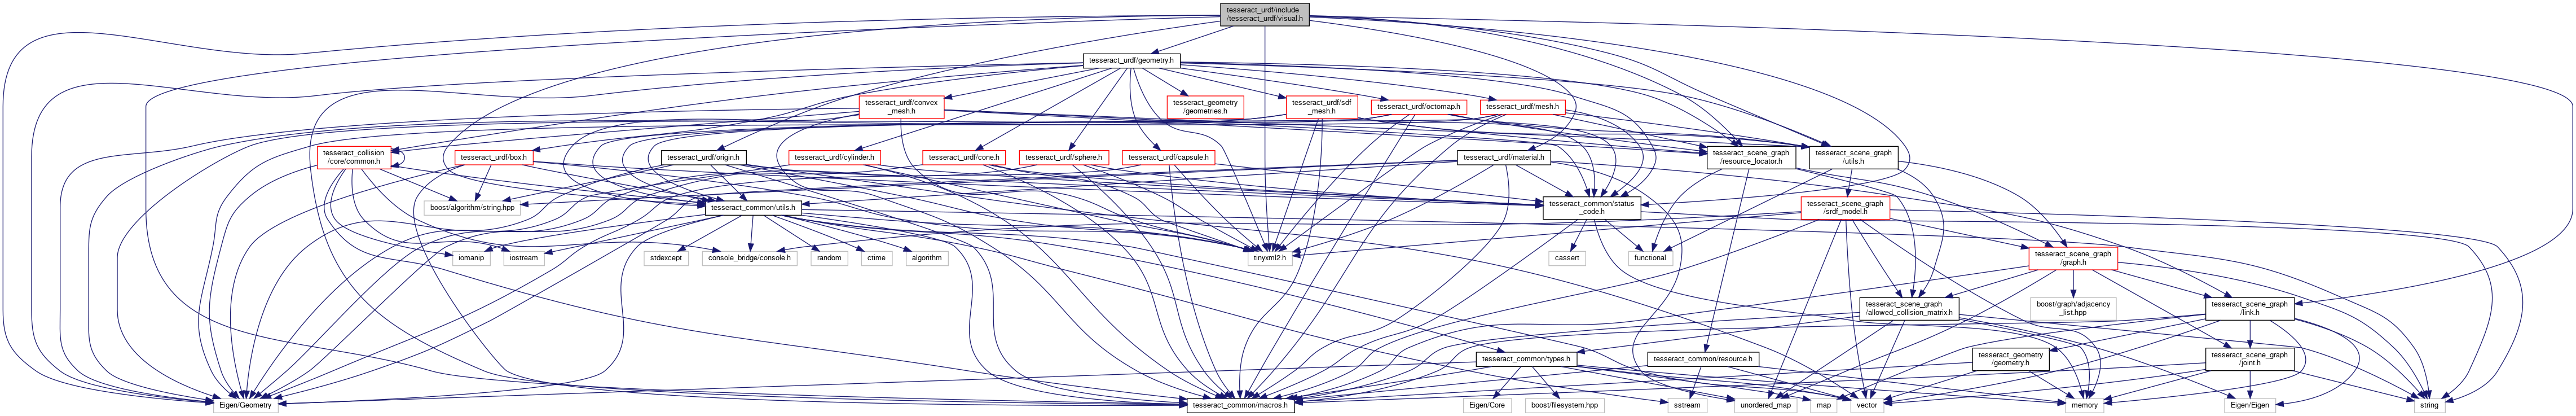 tesseract_urdf/include
/tesseract_urdf/visual.h
tesseract_urdf/geometry.h
tesseract_urdf/convex
_mesh.h
tesseract_geometry
/geometries.h
tesseract_urdf/sdf
_mesh.h
tesseract_urdf/octomap.h
tesseract_urdf/mesh.h
tesseract_collision
/core/common.h
tesseract_urdf/box.h
tesseract_urdf/origin.h
tesseract_urdf/cylinder.h
tesseract_urdf/cone.h
tesseract_urdf/sphere.h
tesseract_urdf/capsule.h
tesseract_urdf/material.h
tesseract_scene_graph
/resource_locator.h
tesseract_scene_graph
/utils.h
boost/algorithm/string.hpp
tesseract_common/utils.h
tesseract_common/status
_code.h
tesseract_scene_graph
/srdf_model.h
iomanip
iostream
stdexcept
console_bridge/console.h
random
ctime
algorithm
tinyxml2.h
cassert
functional
tesseract_scene_graph
/graph.h
tesseract_scene_graph
/allowed_collision_matrix.h
boost/graph/adjacency
_list.hpp
tesseract_scene_graph
/link.h
tesseract_common/types.h
tesseract_common/resource.h
tesseract_geometry
/geometry.h
tesseract_scene_graph
/joint.h
Eigen/Geometry
tesseract_common/macros.h
Eigen/Core
boost/filesystem.hpp
sstream
unordered_map
map
vector
memory
Eigen/Eigen
string